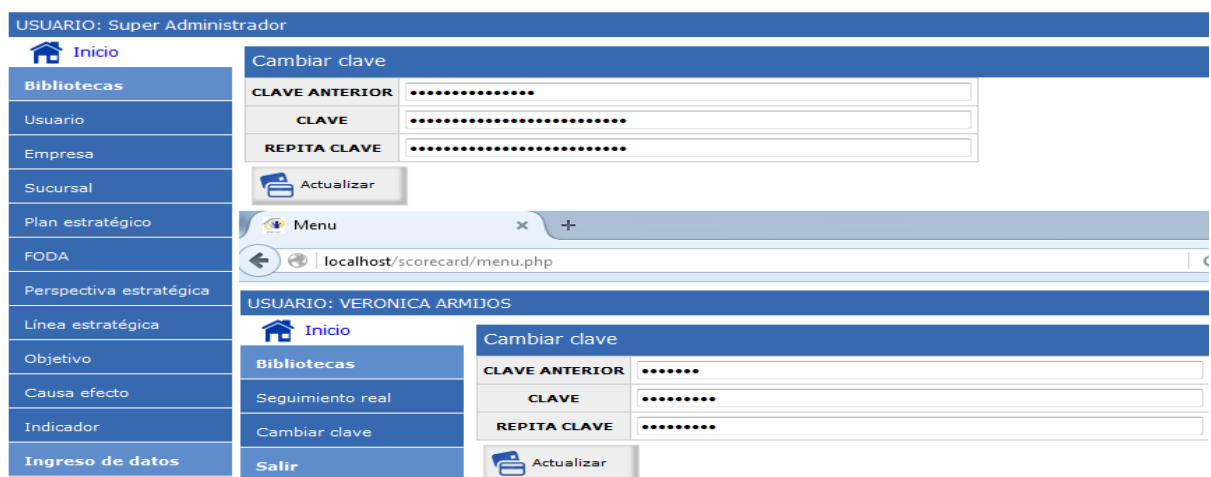 USUARIO: Super Administrador
Inicio
Bibliotecas
Usuario
Empresa
Sucursal
Plan estratégico
FODA
Perspectiva estratégica
Línea estratégica
Objetivo
Causa efecto
Indicador
Ingreso de datos
Cambiar clave
CLAVE ANTERIOR •••••••••••••••
CLAVE ••••••••••••••••••••••••••
REPITA CLAVE ••••••••••••••••••••••••••
Actualizar
Menu
localhost/scorecard/menu.php
USUARIO: VERONICA ARMIJOS
Inicio
Bibliotecas
Seguimiento real
Cambiar clave
Salir
Cambiar clave
CLAVE ANTERIOR •••••••
CLAVE •••••••••
REPITA CLAVE •••••••••
Actualizar